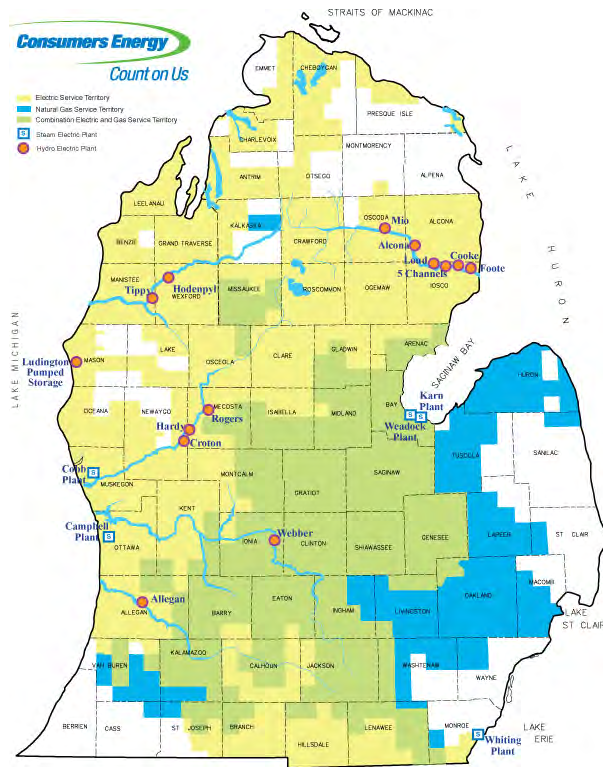 STRAITS OF MACKINAC
Consumers Energy
Count on Us
Electric Service Territory
Natural Gas Service Territory
Combination Electric and Gas Service Territory
S Steam Electric Plant
Hydro Electric Plant
EMMET
CHEBOYGAN
PRESQUE ISLE
CHARLEVOIX
MONTMORENCY
ANTRIM
OTSEGO
ALPENA
LAKE HURON
LEELANAU
BENZIE
GRAND TRAVERSE
KALKASKA
CRAWFORD
OSCODA
Mio
ALCONA
Alcona
Loud
5 Channels
Cooke
Foote
MANISTEE
Tippy
Hodenpyl
WEXFORD
MISSAUKEE
ROSCOMMON
OGEMAW
IOSCO
LAKE MICHIGAN
Ludington
Pumped
Storage
MASON
LAKE
OSCEOLA
CLARE
GLADWIN
ARENAC
SAGINAW BAY
HURON
OCEANA
NEWAYGO
MECOSTA
Rogers
Hardy
Croton
ISABELLA
MIDLAND
BAY
Karn
Plant
Weadock
Plant
TUSCOLA
SANILAC
Cobb
Plant
MUSKEGON
MONTCALM
GRATIOT
SAGINAW
KENT
Campbell
Plant
S
OTTAWA
IONIA
Webber
CLINTON
SHIAWASSEE
GENESEE
LAPEER
ST CLAIR
MACOMB
Allegan
ALLEGAN
BARRY
EATON
INGHAM
LIVINGSTON
OAKLAND
LAKE
ST CLAIR
VAN BUREN
KALAMAZOO
CALHOUN
JACKSON
WASHTENAW
WAYNE
BERRIEN
CASS
ST JOSEPH
BRANCH
HILLSDALE
LENAWEE
MONROE
S
Whiting
Plant
LAKE
ERIE